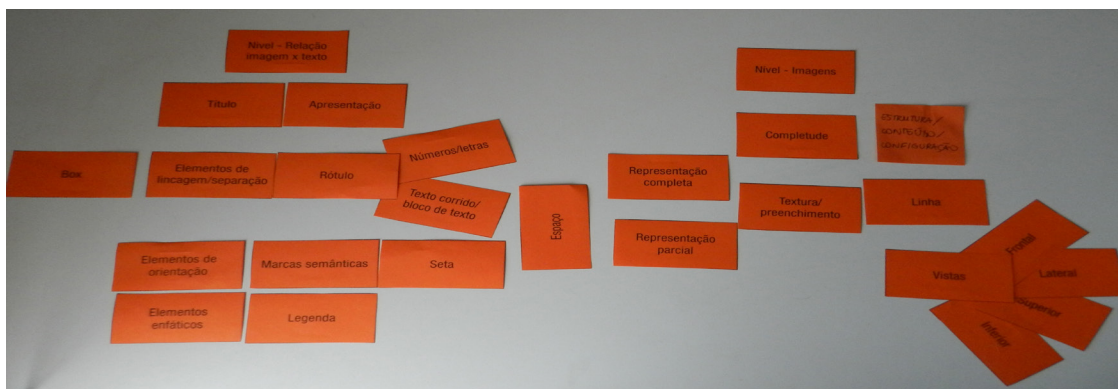 Nível - Relação
imagem x texto
Título
Apresentação
Box
Elementos de
lincagem/separação
Rótulo
Números/letras
Texto corrido/
bloco de texto
Elementos de
orientação
Marcas semânticas
Seta
Elementos
enfáticos
Legenda
Espaço
Nível - Imagens
Completude
ESTRUTURA/
CONTEÚDO/
CONFIGURAÇÃO
Representação
completa
Textura/
preenchimento
Linha
Representação
parcial
Vistas
Frontal
Lateral
Superior
Inferior